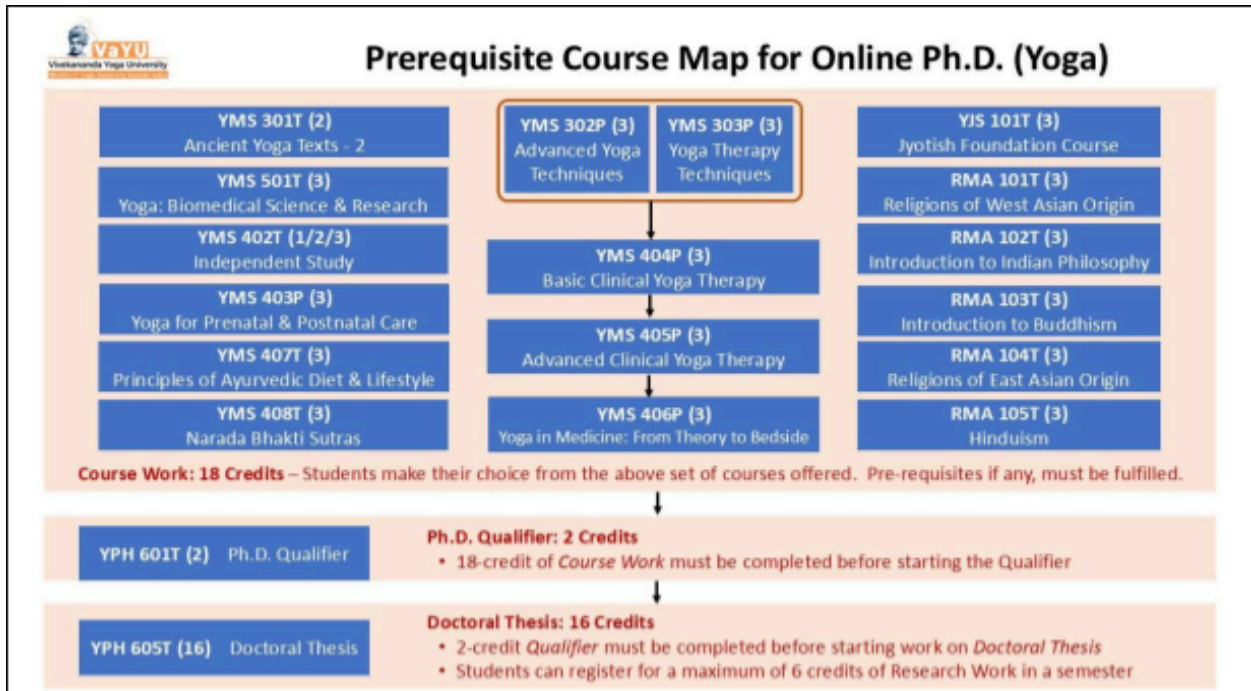 VaYU
Vivekananda Yoga University
Prerequisite Course Map for Online Ph.D. (Yoga)
YMS 301T (2)
Ancient Yoga Texts - 2
YMS 501T (3)
Yoga: Biomedical Science & Research
YMS 402T (1/2/3)
Independent Study
YMS 403P (3)
Yoga for Prenatal & Postnatal Care
YMS 407T (3)
Principles of Ayurvedic Diet & Lifestyle
YMS 408T (3)
Narada Bhakti Sutras
YMS 302P (3)
Advanced Yoga
Techniques
YMS 303P (3)
Yoga Therapy
Techniques
YMS 404P (3)
Basic Clinical Yoga Therapy
YMS 405P (3)
Advanced Clinical Yoga Therapy
YMS 406P (3)
Yoga in Medicine: From Theory to Bedside
YJS 101T (3)
Jyotish Foundation Course
RMA 101T (3)
Religions of West Asian Origin
RMA 102T (3)
Introduction to Indian Philosophy
RMA 103T (3)
Introduction to Buddhism
RMA 104T (3)
Religions of East Asian Origin
RMA 105T (3)
Hinduism
Course Work: 18 Credits – Students make their choice from the above set of courses offered. Pre-requisites if any, must be fulfilled.
YPH 601T (2) Ph.D. Qualifier
Ph.D. Qualifier: 2 Credits
• 18-credit of Course Work must be completed before starting the Qualifier
YPH 605T (16) Doctoral Thesis
Doctoral Thesis: 16 Credits
• 2-credit Qualifier must be completed before starting work on Doctoral Thesis
• Students can register for a maximum of 6 credits of Research Work in a semester